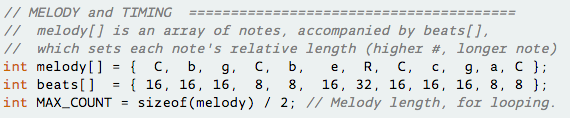 // MELODY and TIMING  =======================================
//  melody[] is an array of notes, accompanied by beats[],
//  which sets each note's relative length (higher #, longer note)
int melody[] = {  C,  b,  g,  C,  b,   e,  R,  C,  c,  g, a, C };
int beats[]  = { 16, 16, 16,  8,  8,  16, 32, 16, 16, 16, 8, 8 };
int MAX_COUNT = sizeof(melody) / 2; // Melody length, for looping.